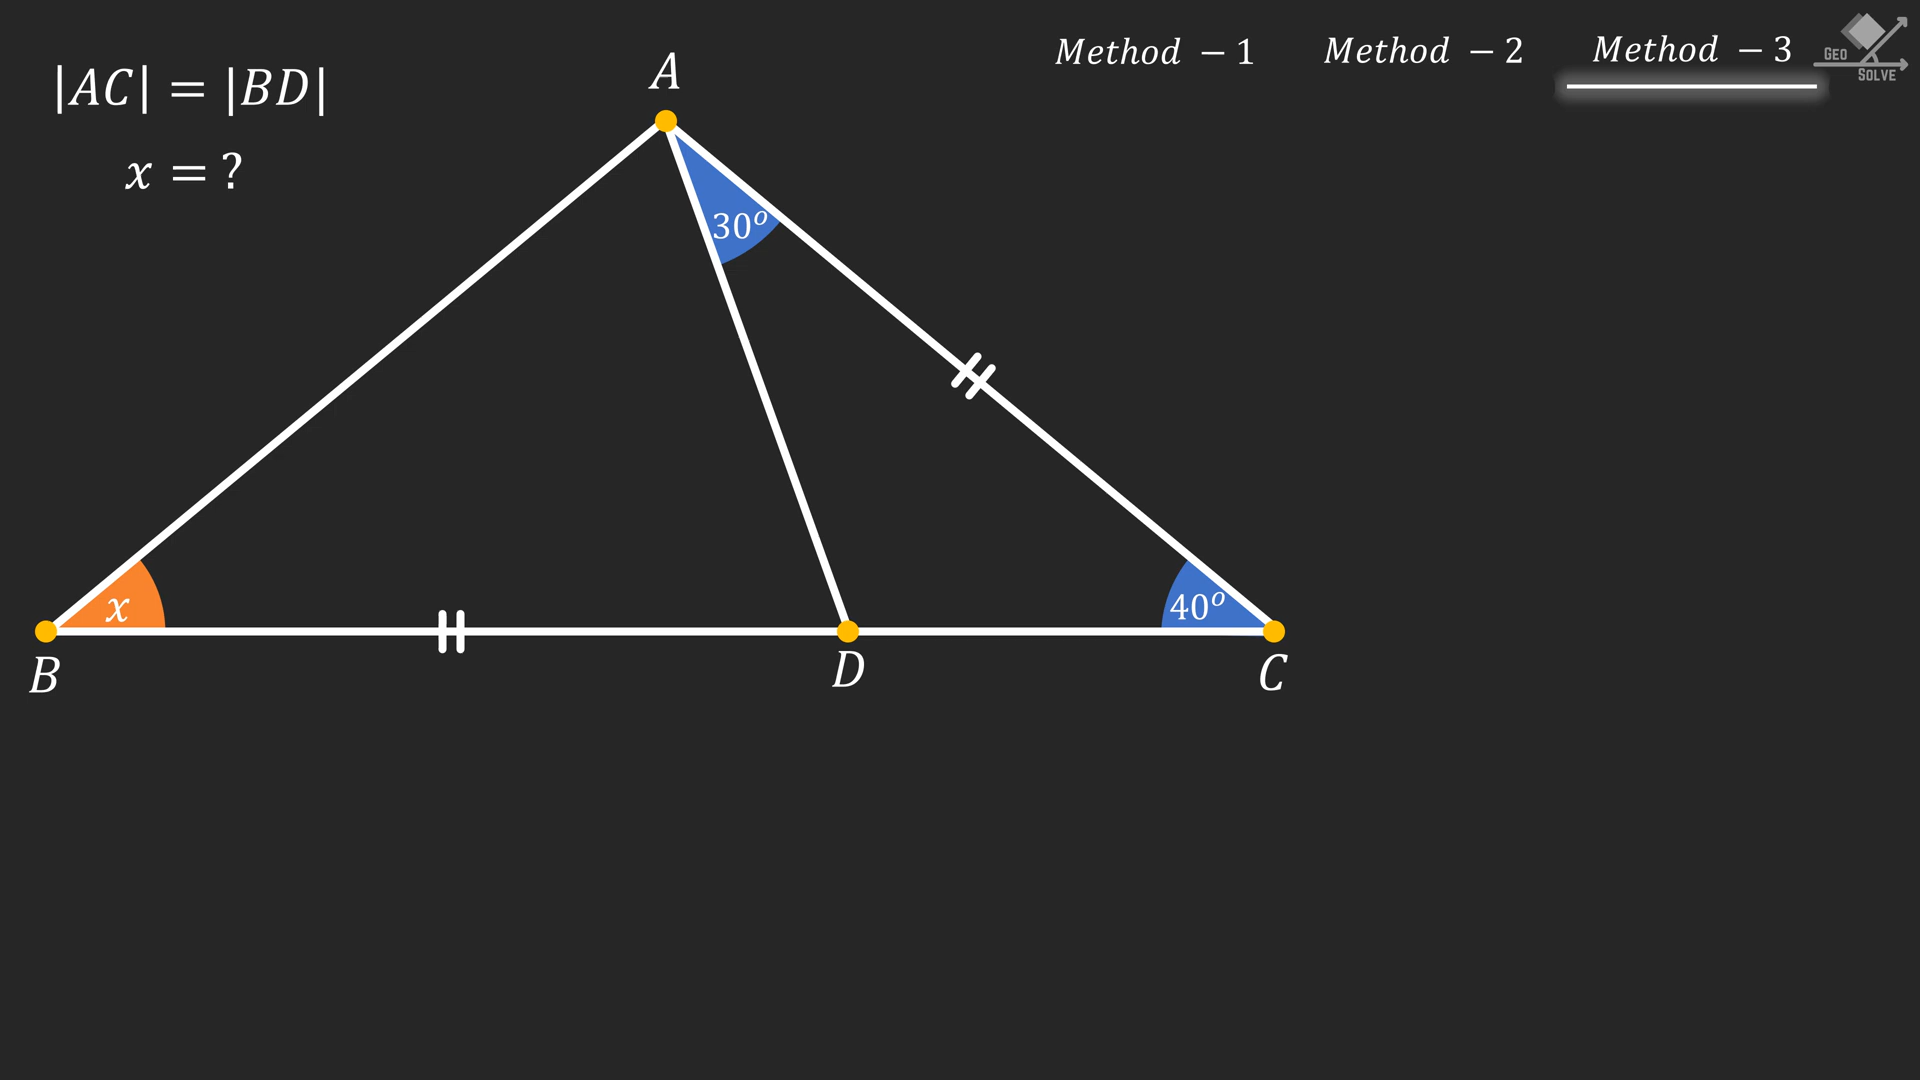 |AC| = |BD|
x = ?
Method − 1
Method − 2
Method − 3
GEO
SOLVE
A
30°
x
40°
B
D
C